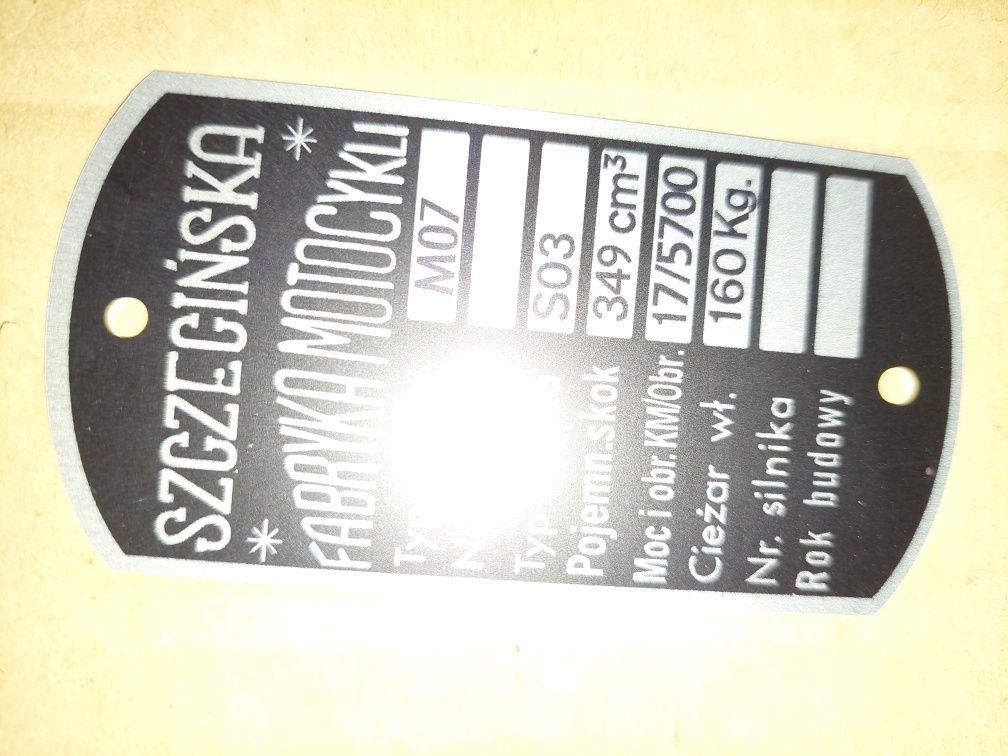 SZCZECIŃSKA
FABRYKA MOTOCYKLI
M07
Typ S03
Pojemn.skok 349 cm³
Moc i obr. KM/Obr. 17/5700
Ciężar wł. 160 Kg.
Nr. silnika
Rok budowy